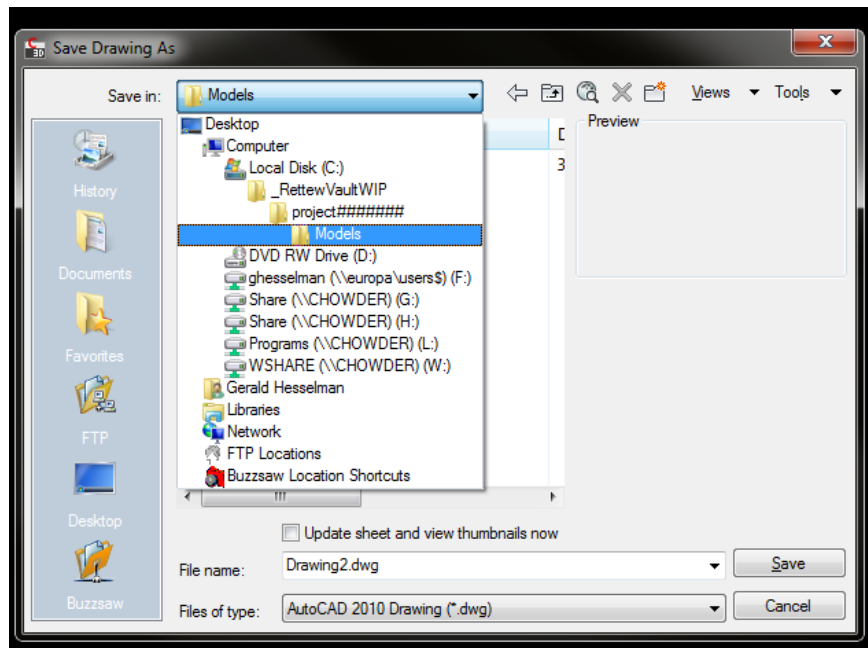 Save Drawing As
Save in:
Models
Views
Tools
Desktop
Computer
Local Disk (C:)
_RettewVaultWIP
project#######
Models
DVD RW Drive (D:)
ghesselman (\\europa\users$) (F:)
Share (\\CHOWDER) (G:)
Share (\\CHOWDER) (H:)
Programs (\\CHOWDER) (L:)
WSHARE (\\CHOWDER) (W:)
Gerald Hesselman
Libraries
Network
FTP Locations
Buzzsaw Location Shortcuts
D
3
Preview
History
Documents
Favorites
FTP
Desktop
Buzzsaw
Update sheet and view thumbnails now
File name:
Drawing2.dwg
Save
Files of type:
AutoCAD 2010 Drawing (*.dwg)
Cancel